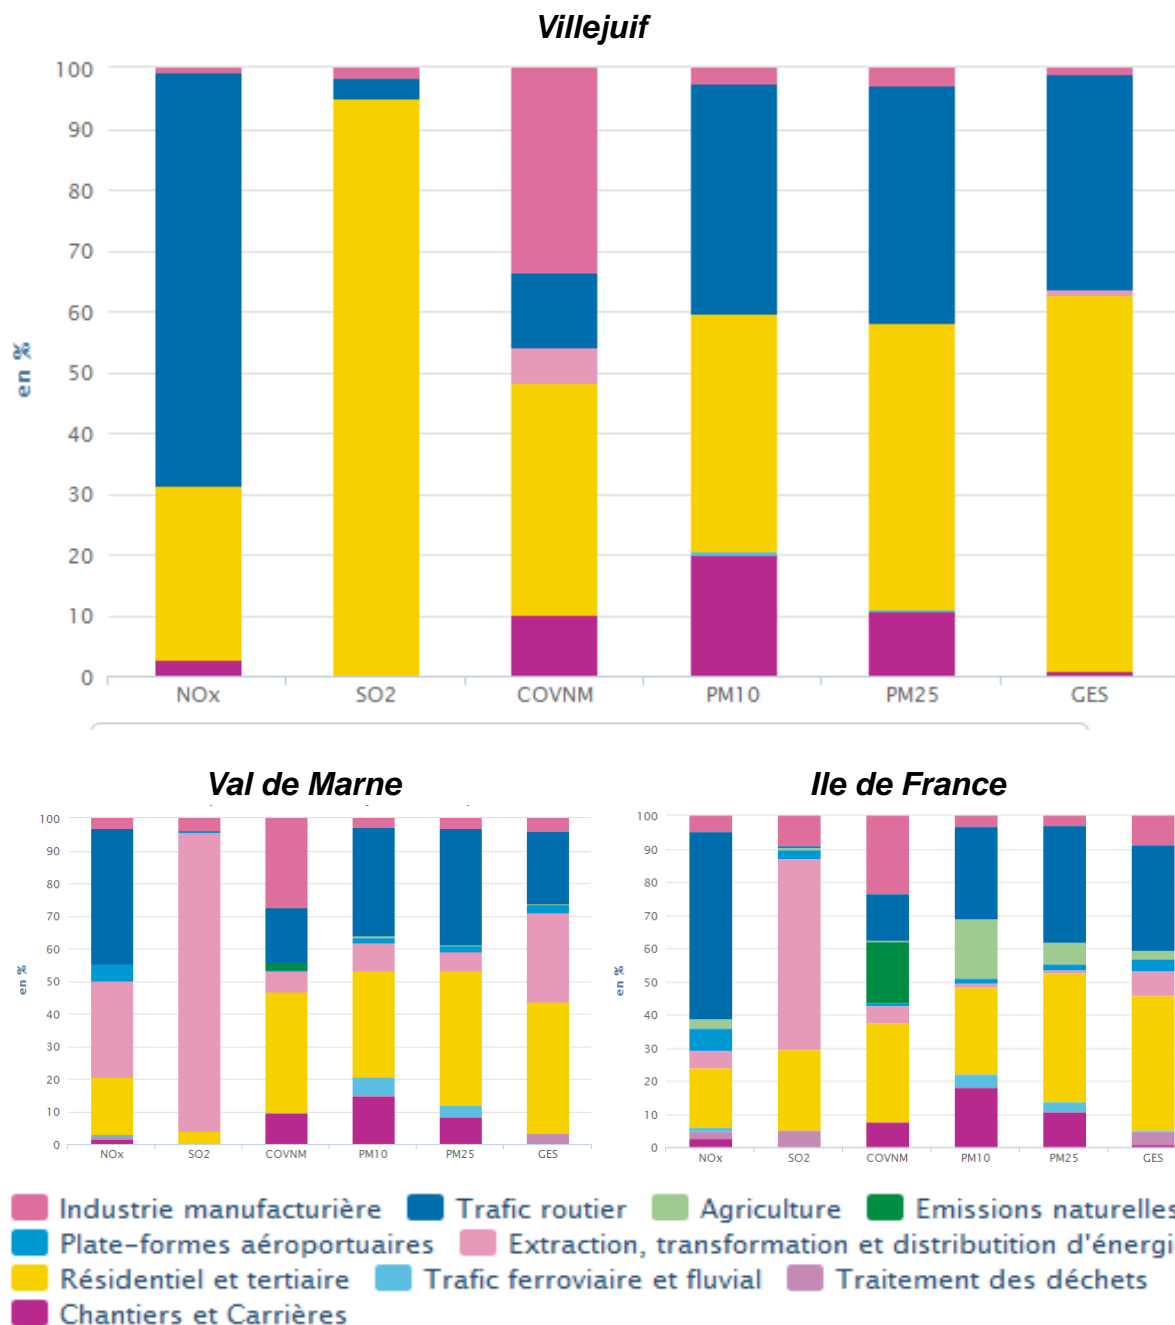 Villejuif
100
90
80
70
60
50
40
30
20
10
0
en %
NOx SO2 COVNM PM10 PM25 GES
Val de Marne Ile de France
100
90
80
70
60
50
40
30
20
10
0
en %
NOx SO2 COVNM PM10 PM25 GES
100
90
80
70
60
50
40
30
20
10
0
en %
NOx SO2 COVNM PM10 PM25 GES
Industrie manufacturière Trafic routier Agriculture Emissions naturelles
Plate-formes aéroportuaires Extraction, transformation et distributition d'énergi
Résidentiel et tertiaire Trafic ferroviaire et fluvial Traitement des déchets
Chantiers et Carrières